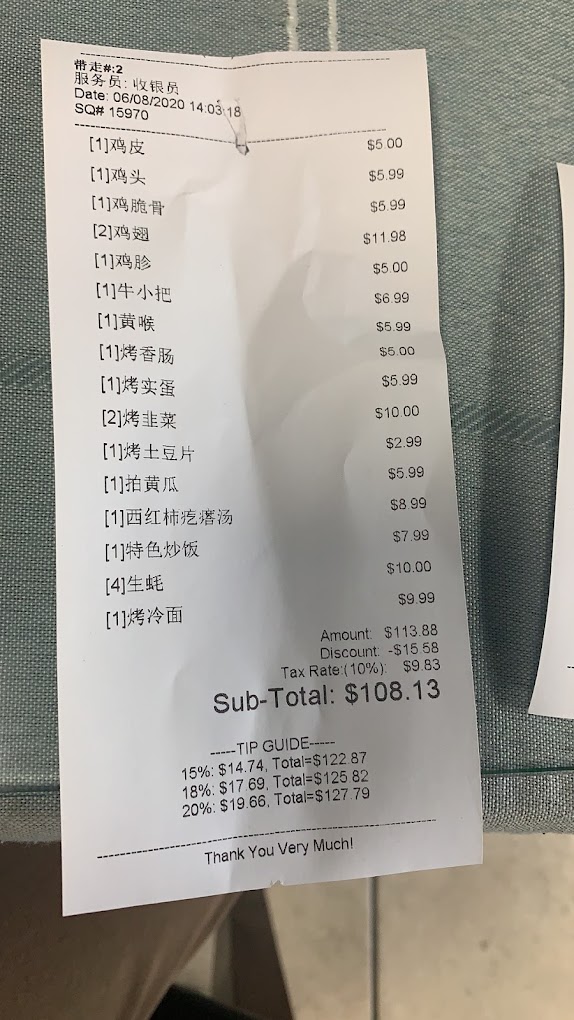 带走#:2
服务员: 收银员
Date: 06/08/2020 14:03:18
SQ# 15970
[1]鸡皮 $5.00
[1]鸡头 $5.99
[1]鸡脆骨 $5.99
[2]鸡翅 $11.98
[1]鸡胗 $5.00
[1]牛小把 $6.99
[1]黄喉 $5.99
[1]烤香肠 $5.00
[1]烤实蛋 $5.99
[2]烤韭菜 $10.00
[1]烤土豆片 $2.99
[1]拍黄瓜 $5.99
[1]西红柿疙瘩汤 $8.99
[1]特色炒饭 $7.99
[4]生蚝 $10.00
[1]烤冷面 $9.99
Amount: $113.88
Discount: -$15.58
Tax Rate:(10%): $9.83
Sub-Total: $108.13
-----TIP GUIDE-----
15%: $14.74, Total=$122.87
18%: $17.69, Total=$125.82
20%: $19.66, Total=$127.79
Thank You Very Much!